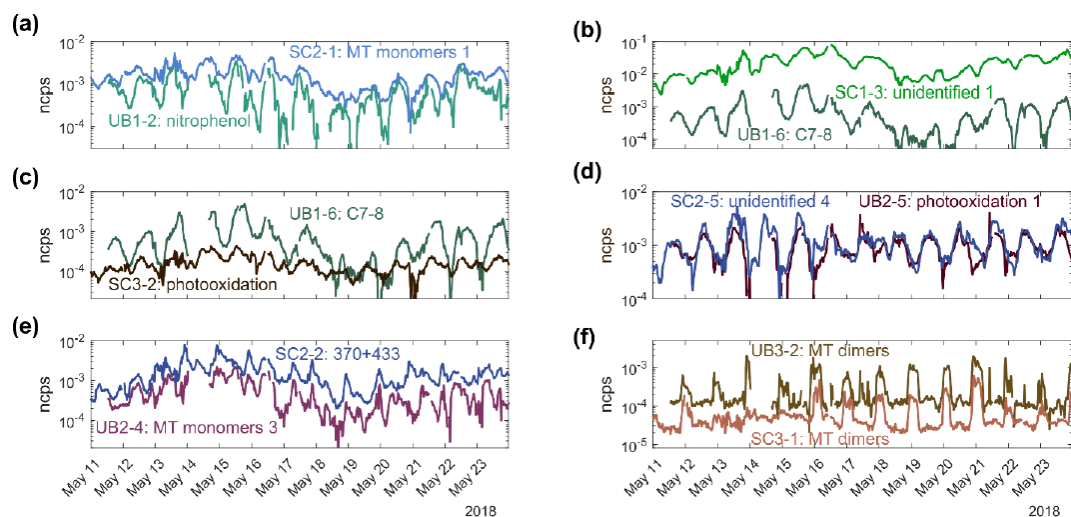 (a)
10⁻²
10⁻³
10⁻⁴
ncps
SC2-1: MT monomers 1
UB1-2: nitrophenol
(b)
10⁻¹
10⁻²
10⁻³
10⁻⁴
ncps
SC1-3: unidentified 1
UB1-6: C7-8
(c)
10⁻²
10⁻³
10⁻⁴
ncps
UB1-6: C7-8
SC3-2: photooxidation
(d)
10⁻²
10⁻³
10⁻⁴
ncps
SC2-5: unidentified 4
UB2-5: photooxidation 1
(e)
10⁻²
10⁻³
10⁻⁴
ncps
SC2-2: 370+433
UB2-4: MT monomers 3
May 11
May 12
May 13
May 14
May 15
May 16
May 17
May 18
May 19
May 20
May 21
May 22
May 23
2018
(f)
10⁻³
10⁻⁴
10⁻⁵
ncps
UB3-2: MT dimers
SC3-1: MT dimers
May 11
May 12
May 13
May 14
May 15
May 16
May 17
May 18
May 19
May 20
May 21
May 22
May 23
2018